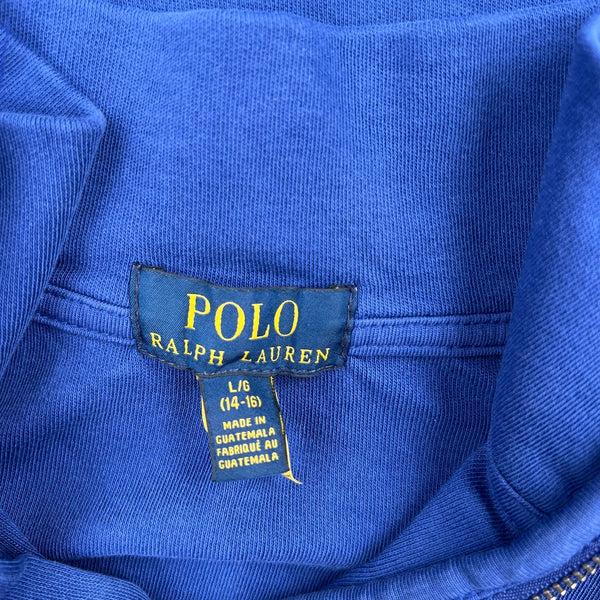 POLO
RALPH LAUREN
L/G
(14-16)
MADE IN
GUATEMALA
FABRIQUÉ AU
GUATEMALA